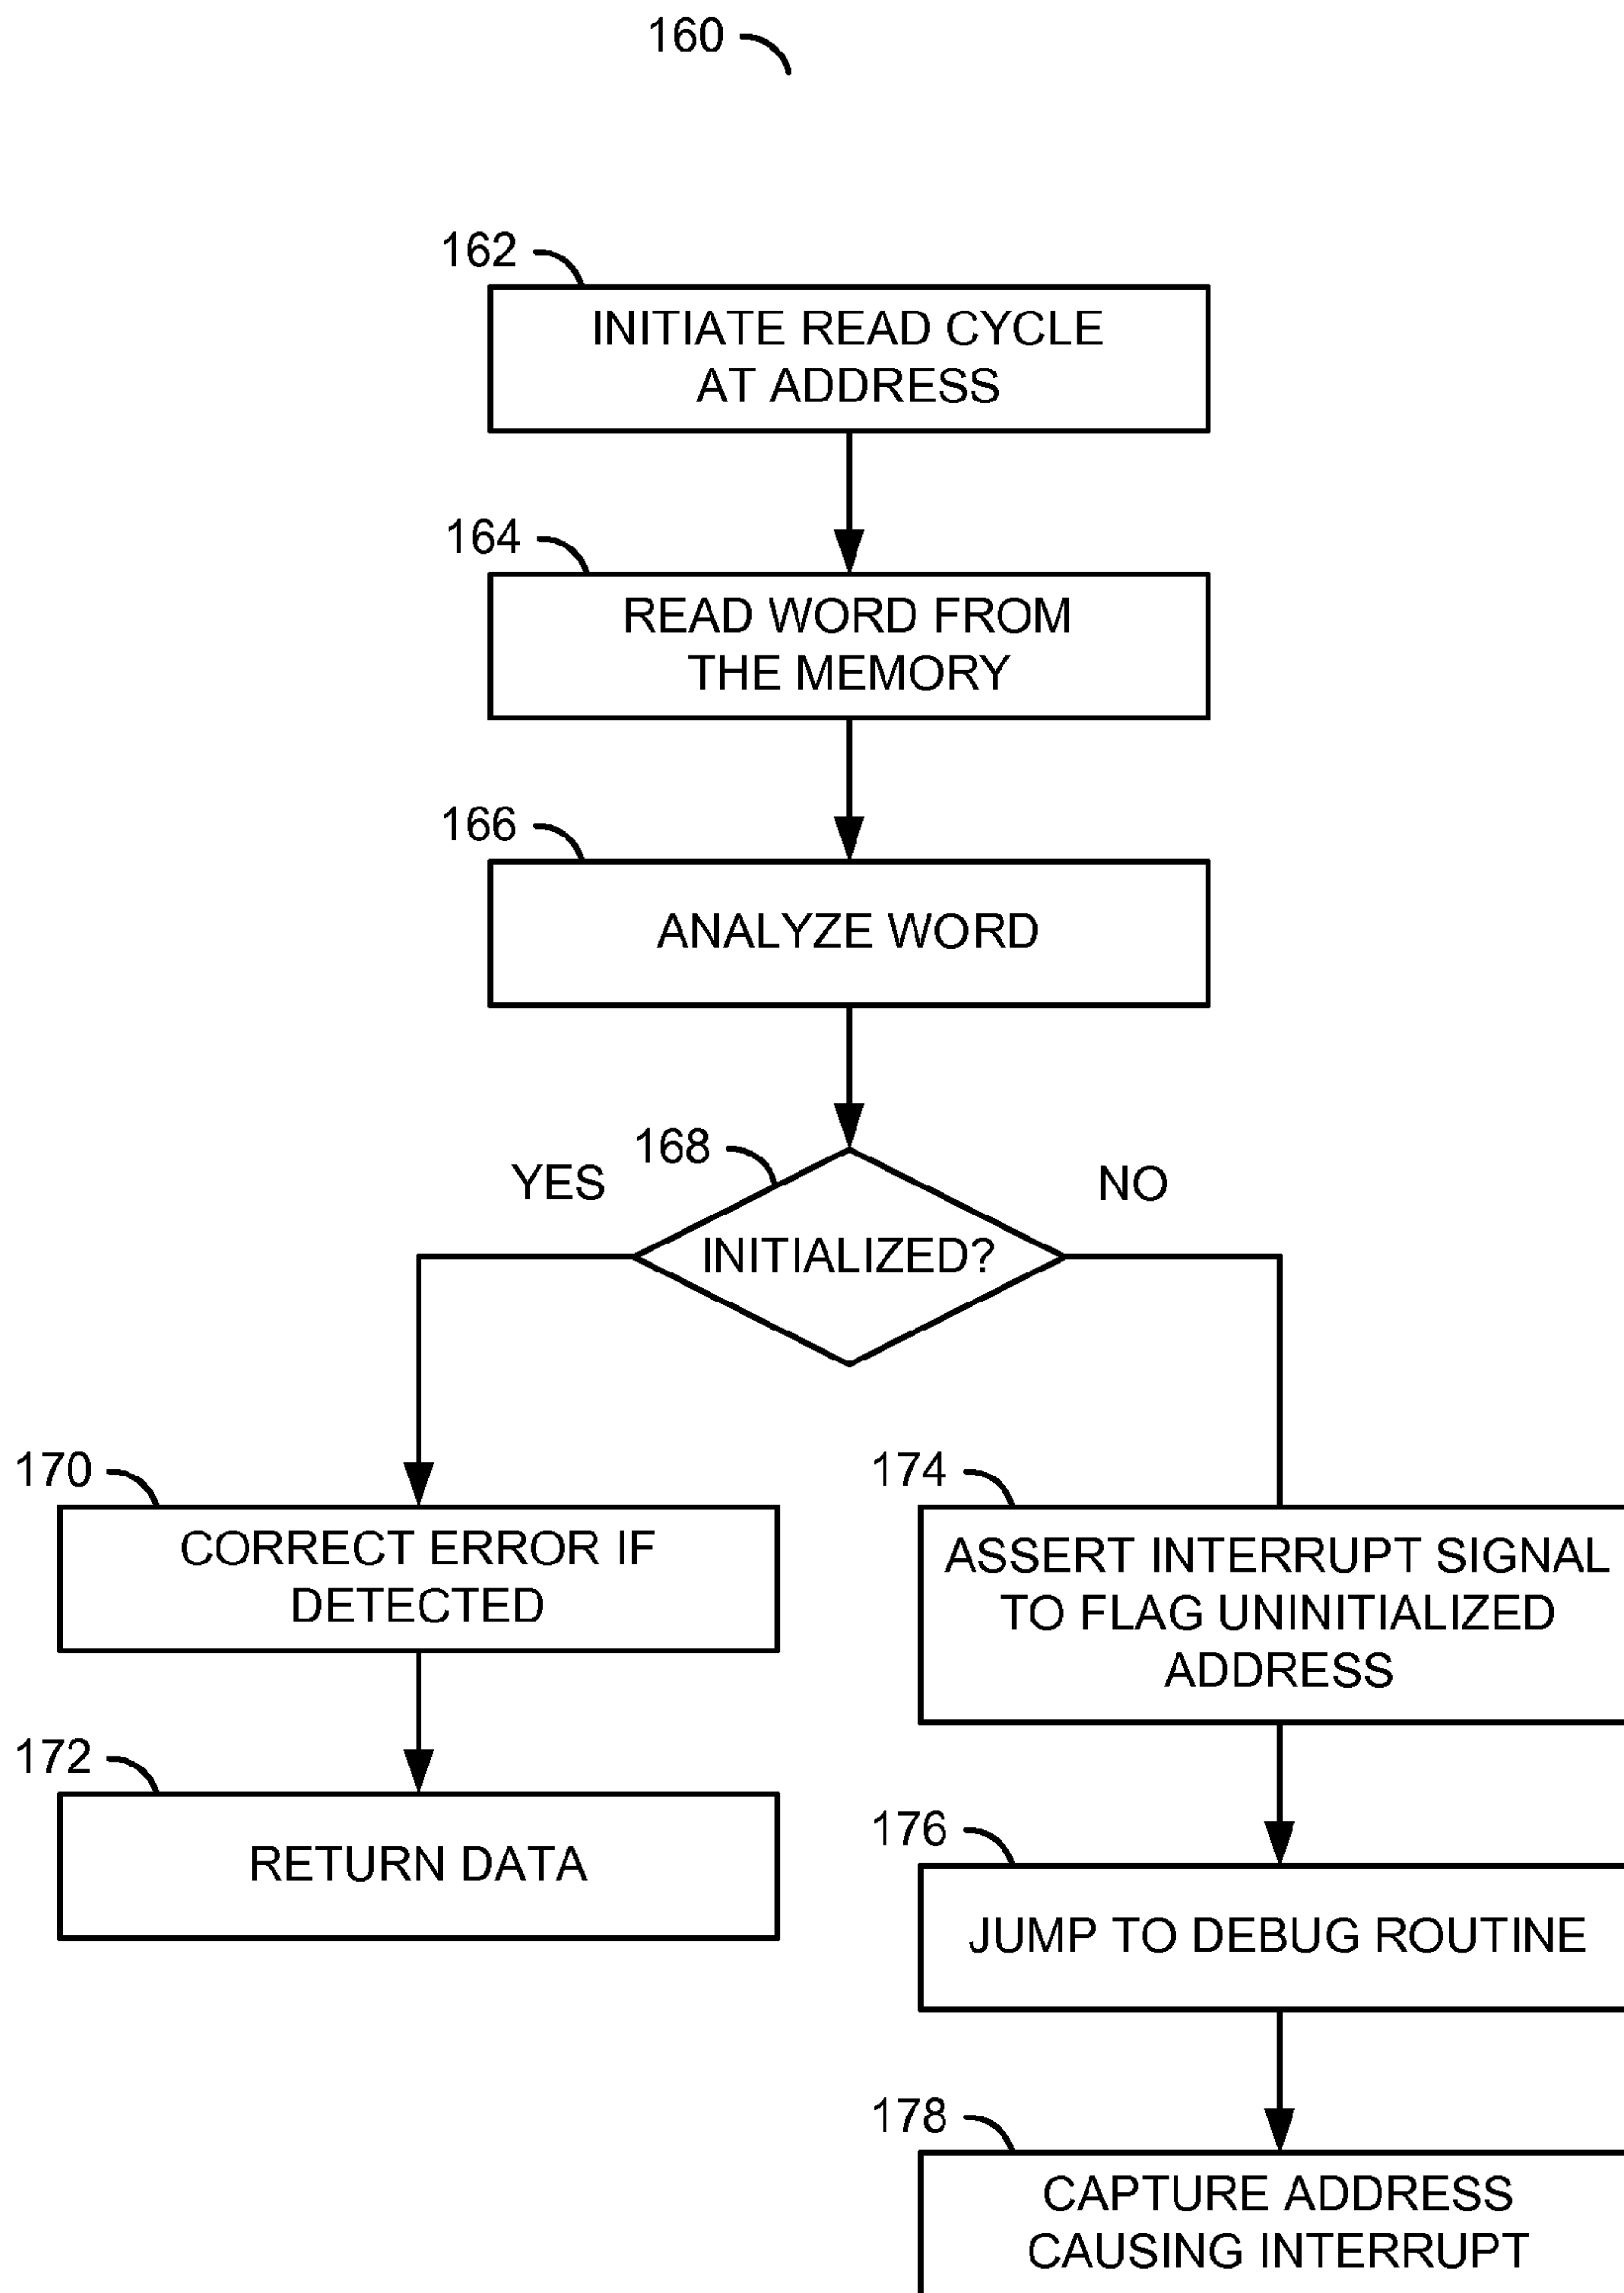 160
162
INITIATE READ CYCLE
AT ADDRESS
164
READ WORD FROM
THE MEMORY
166
ANALYZE WORD
168
YES
NO
INITIALIZED?
170
CORRECT ERROR IF
DETECTED
172
RETURN DATA
174
ASSERT INTERRUPT SIGNAL
TO FLAG UNINITIALIZED
ADDRESS
176
JUMP TO DEBUG ROUTINE
178
CAPTURE ADDRESS
CAUSING INTERRUPT